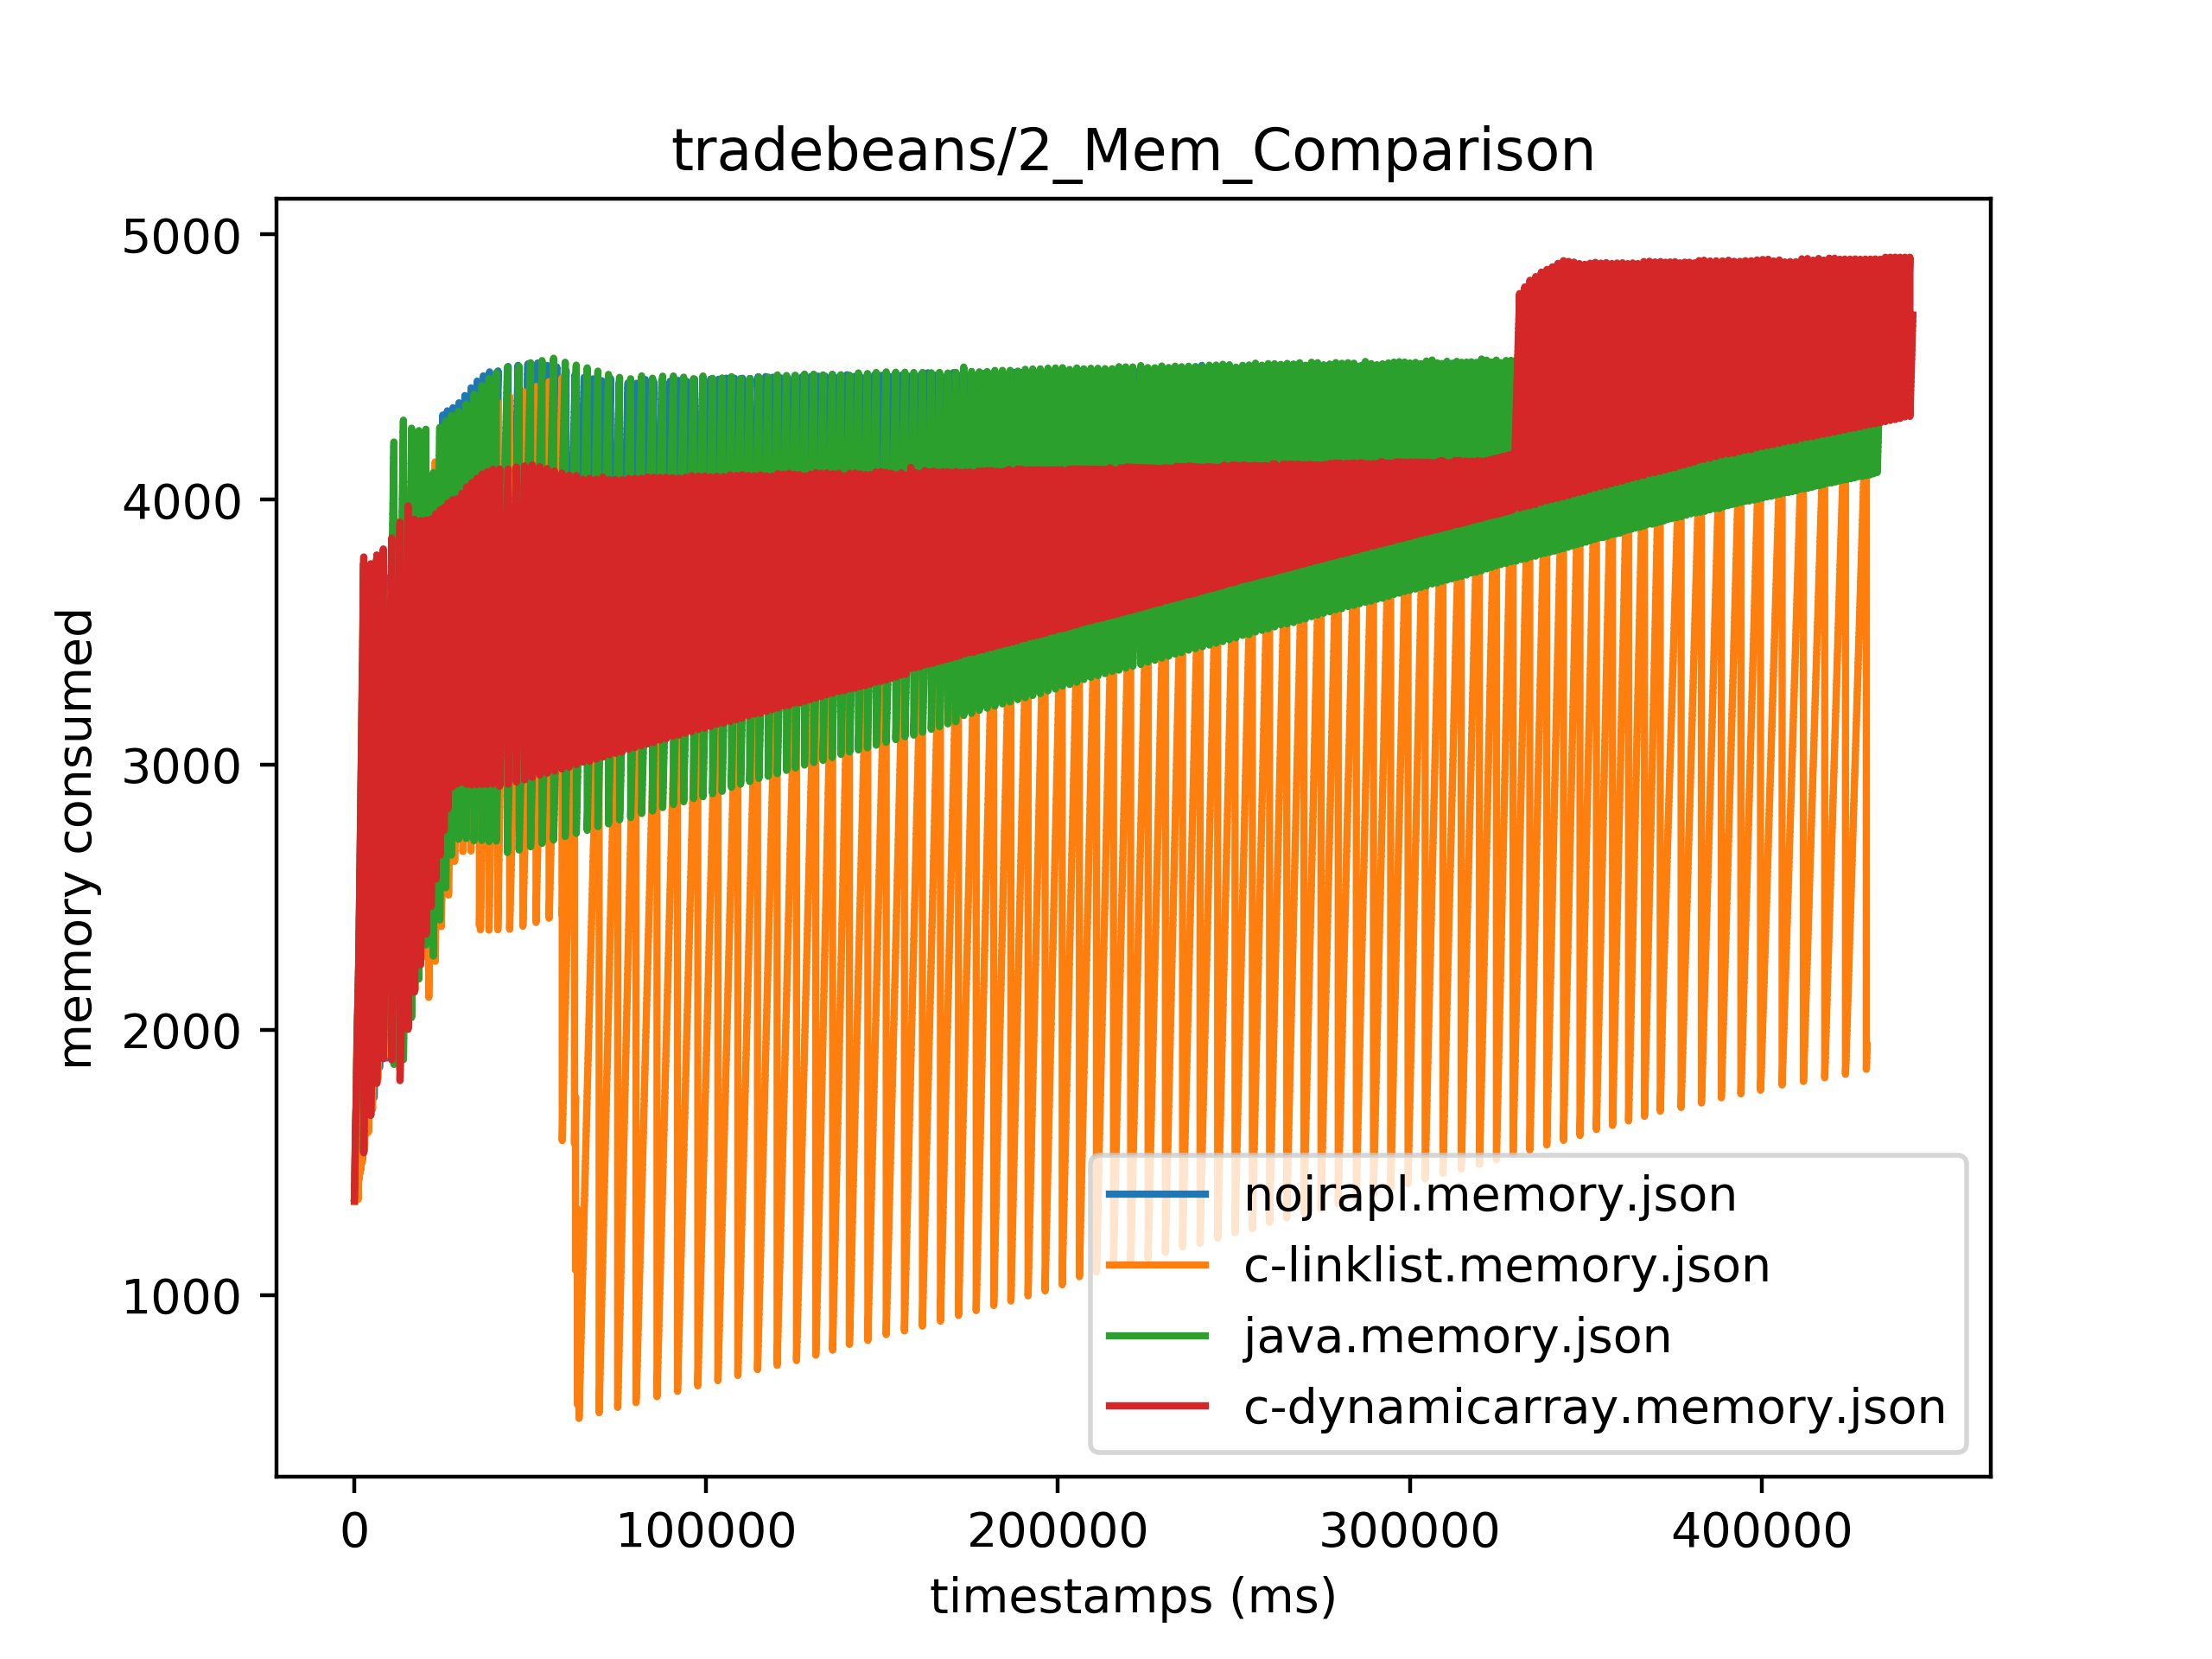 tradebeans/2_Mem_Comparison
5000
4000
3000
2000
1000
memory consumed
nojrapl.memory.json
c-linklist.memory.json
java.memory.json
c-dynamicarray.memory.json
0 100000 200000 300000 400000
timestamps (ms)